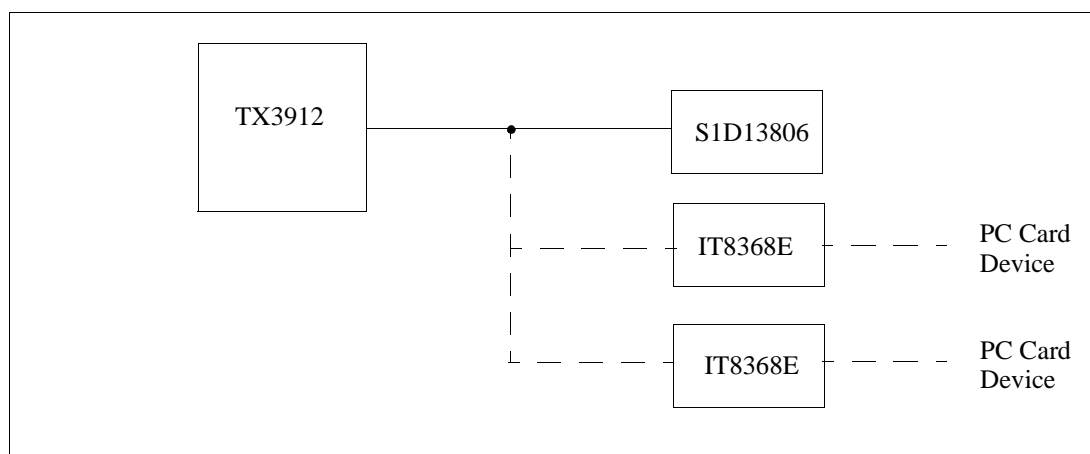 TX3912
S1D13806
IT8368E
PC Card
Device
IT8368E
PC Card
Device